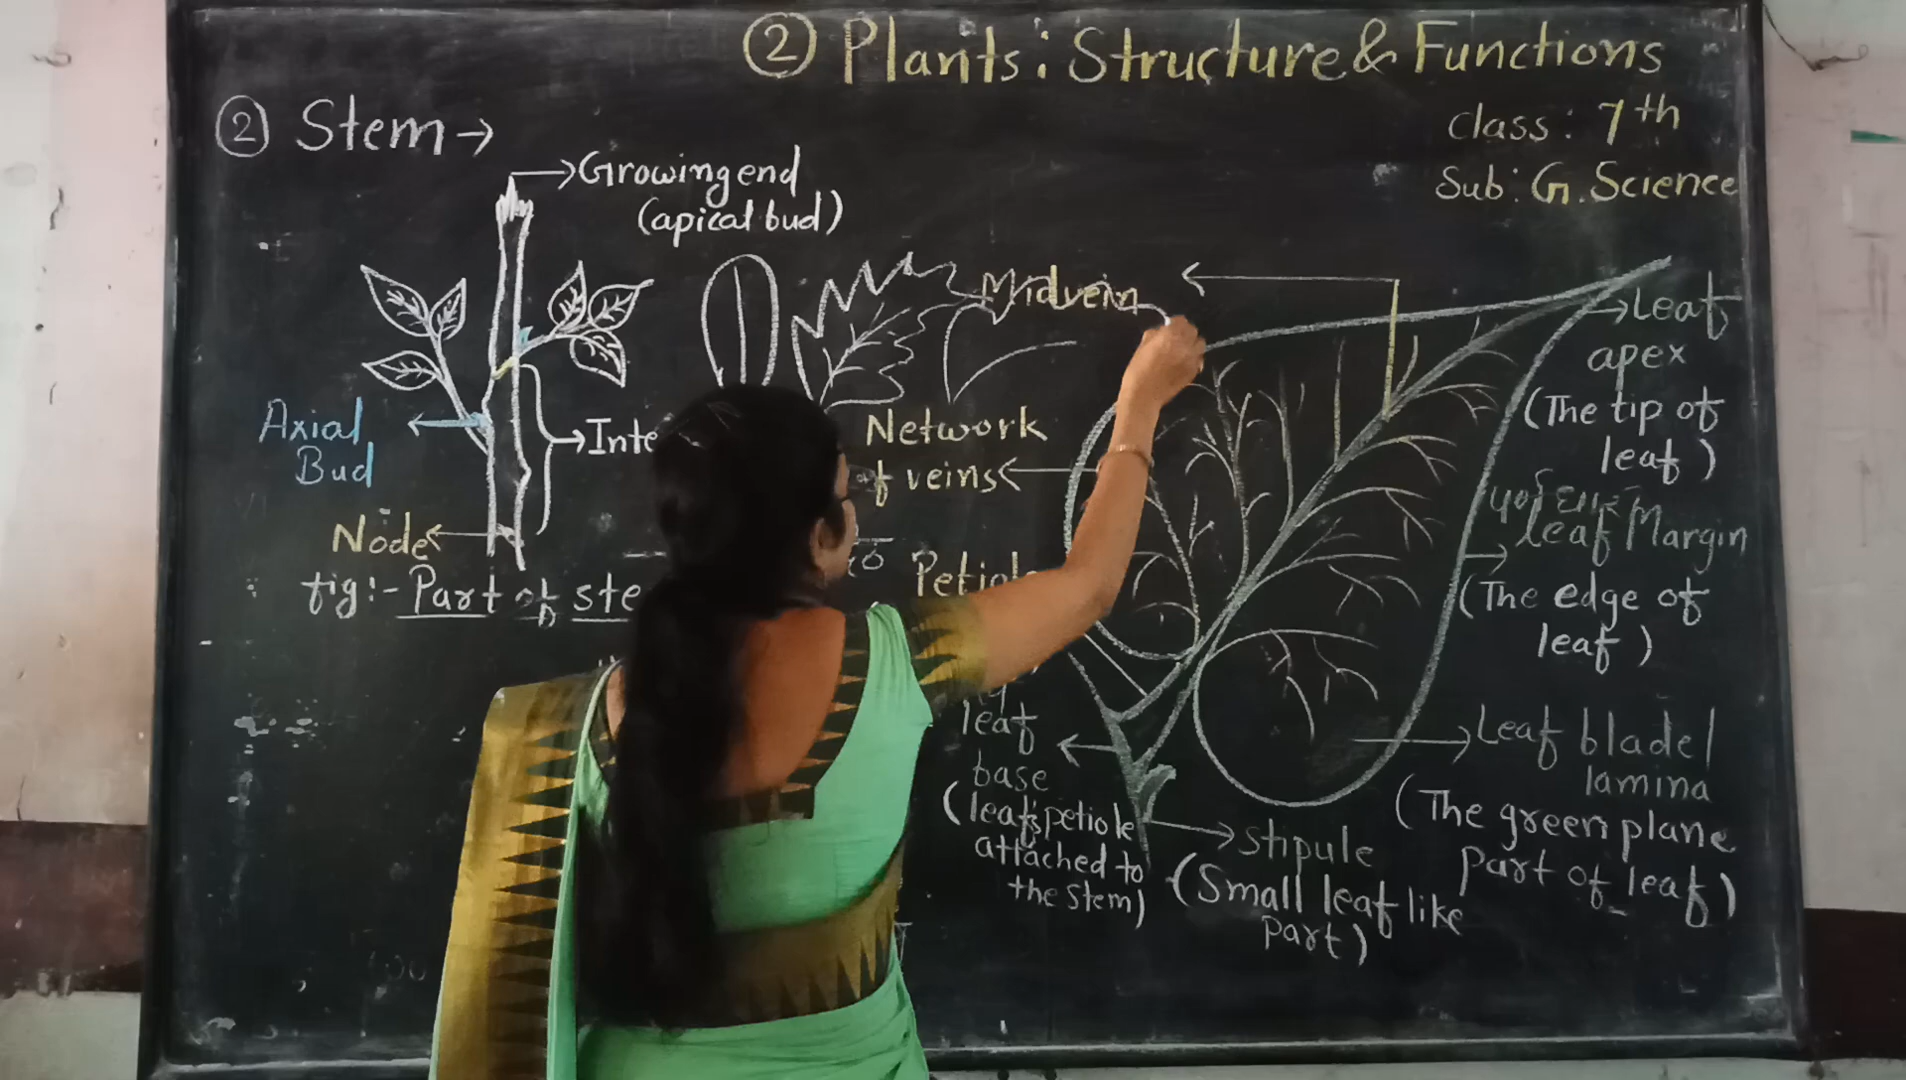 ② Plants: Structure & Functions
Class: 7th
Sub: G. Science
② Stem →
Growing end
(apical bud)
Axial
Bud
Node
fig:- Part of
Midvein
Network
of veins
leaf
base
(leaf's petiole
attached to
the stem)
Leaf
apex
(The tip of
leaf)
leaf Margin
(The edge of
leaf)
Leaf blade/
lamina
(The green plane
part of leaf)
Stipule
(Small leaf like
part)